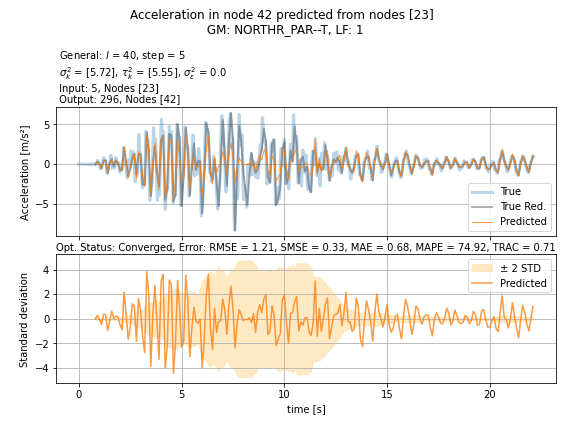 Acceleration in node 42 predicted from nodes [23]
GM: NORTHR_PAR--T, LF: 1
General: l = 40, step = 5
σ²ₖ = [5.72], τ²ₖ = [5.55], σ²ₑ = 0.0
Input: 5, Nodes [23]
Output: 296, Nodes [42]
Acceleration [m/s²]
5
0
−5
True
True Red.
Predicted
Opt. Status: Converged, Error: RMSE = 1.21, SMSE = 0.33, MAE = 0.68, MAPE = 74.92, TRAC = 0.71
Standard deviation
4
2
0
−2
−4
± 2 STD
Predicted
0 5 10 15 20
time [s]